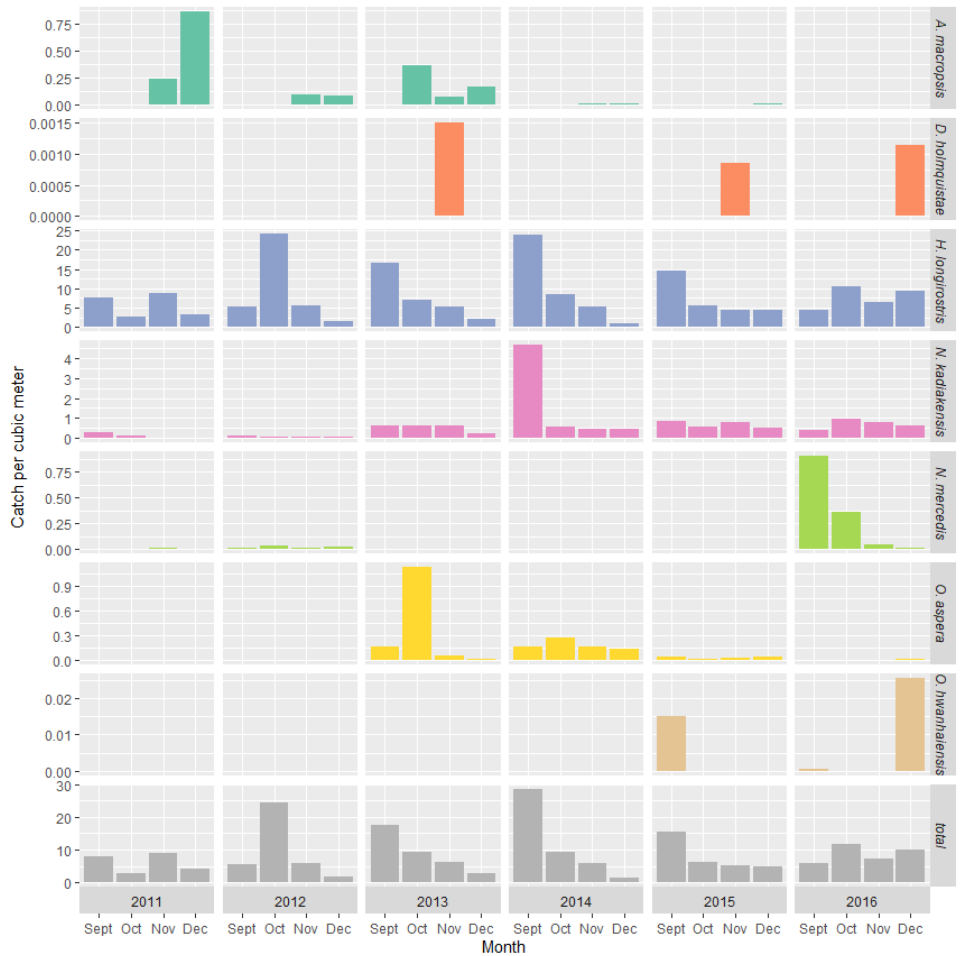 Catch per cubic meter
0.75
0.50
0.25
0.00
A. macropsis
0.0015
0.0010
0.0005
0.0000
D. holmquistae
25
20
15
10
5
0
H. longirostris
4
3
2
1
0
N. kadiakensis
0.75
0.50
0.25
0.00
N. mercedis
0.9
0.6
0.3
0.0
O. aspera
0.02
0.01
0.00
O. hwanhaiensis
30
20
10
0
total
2011 2012 2013 2014 2015 2016
Sept Oct Nov Dec Sept Oct Nov Dec Sept Oct Nov Dec Sept Oct Nov Dec Sept Oct Nov Dec Sept Oct Nov Dec
Month